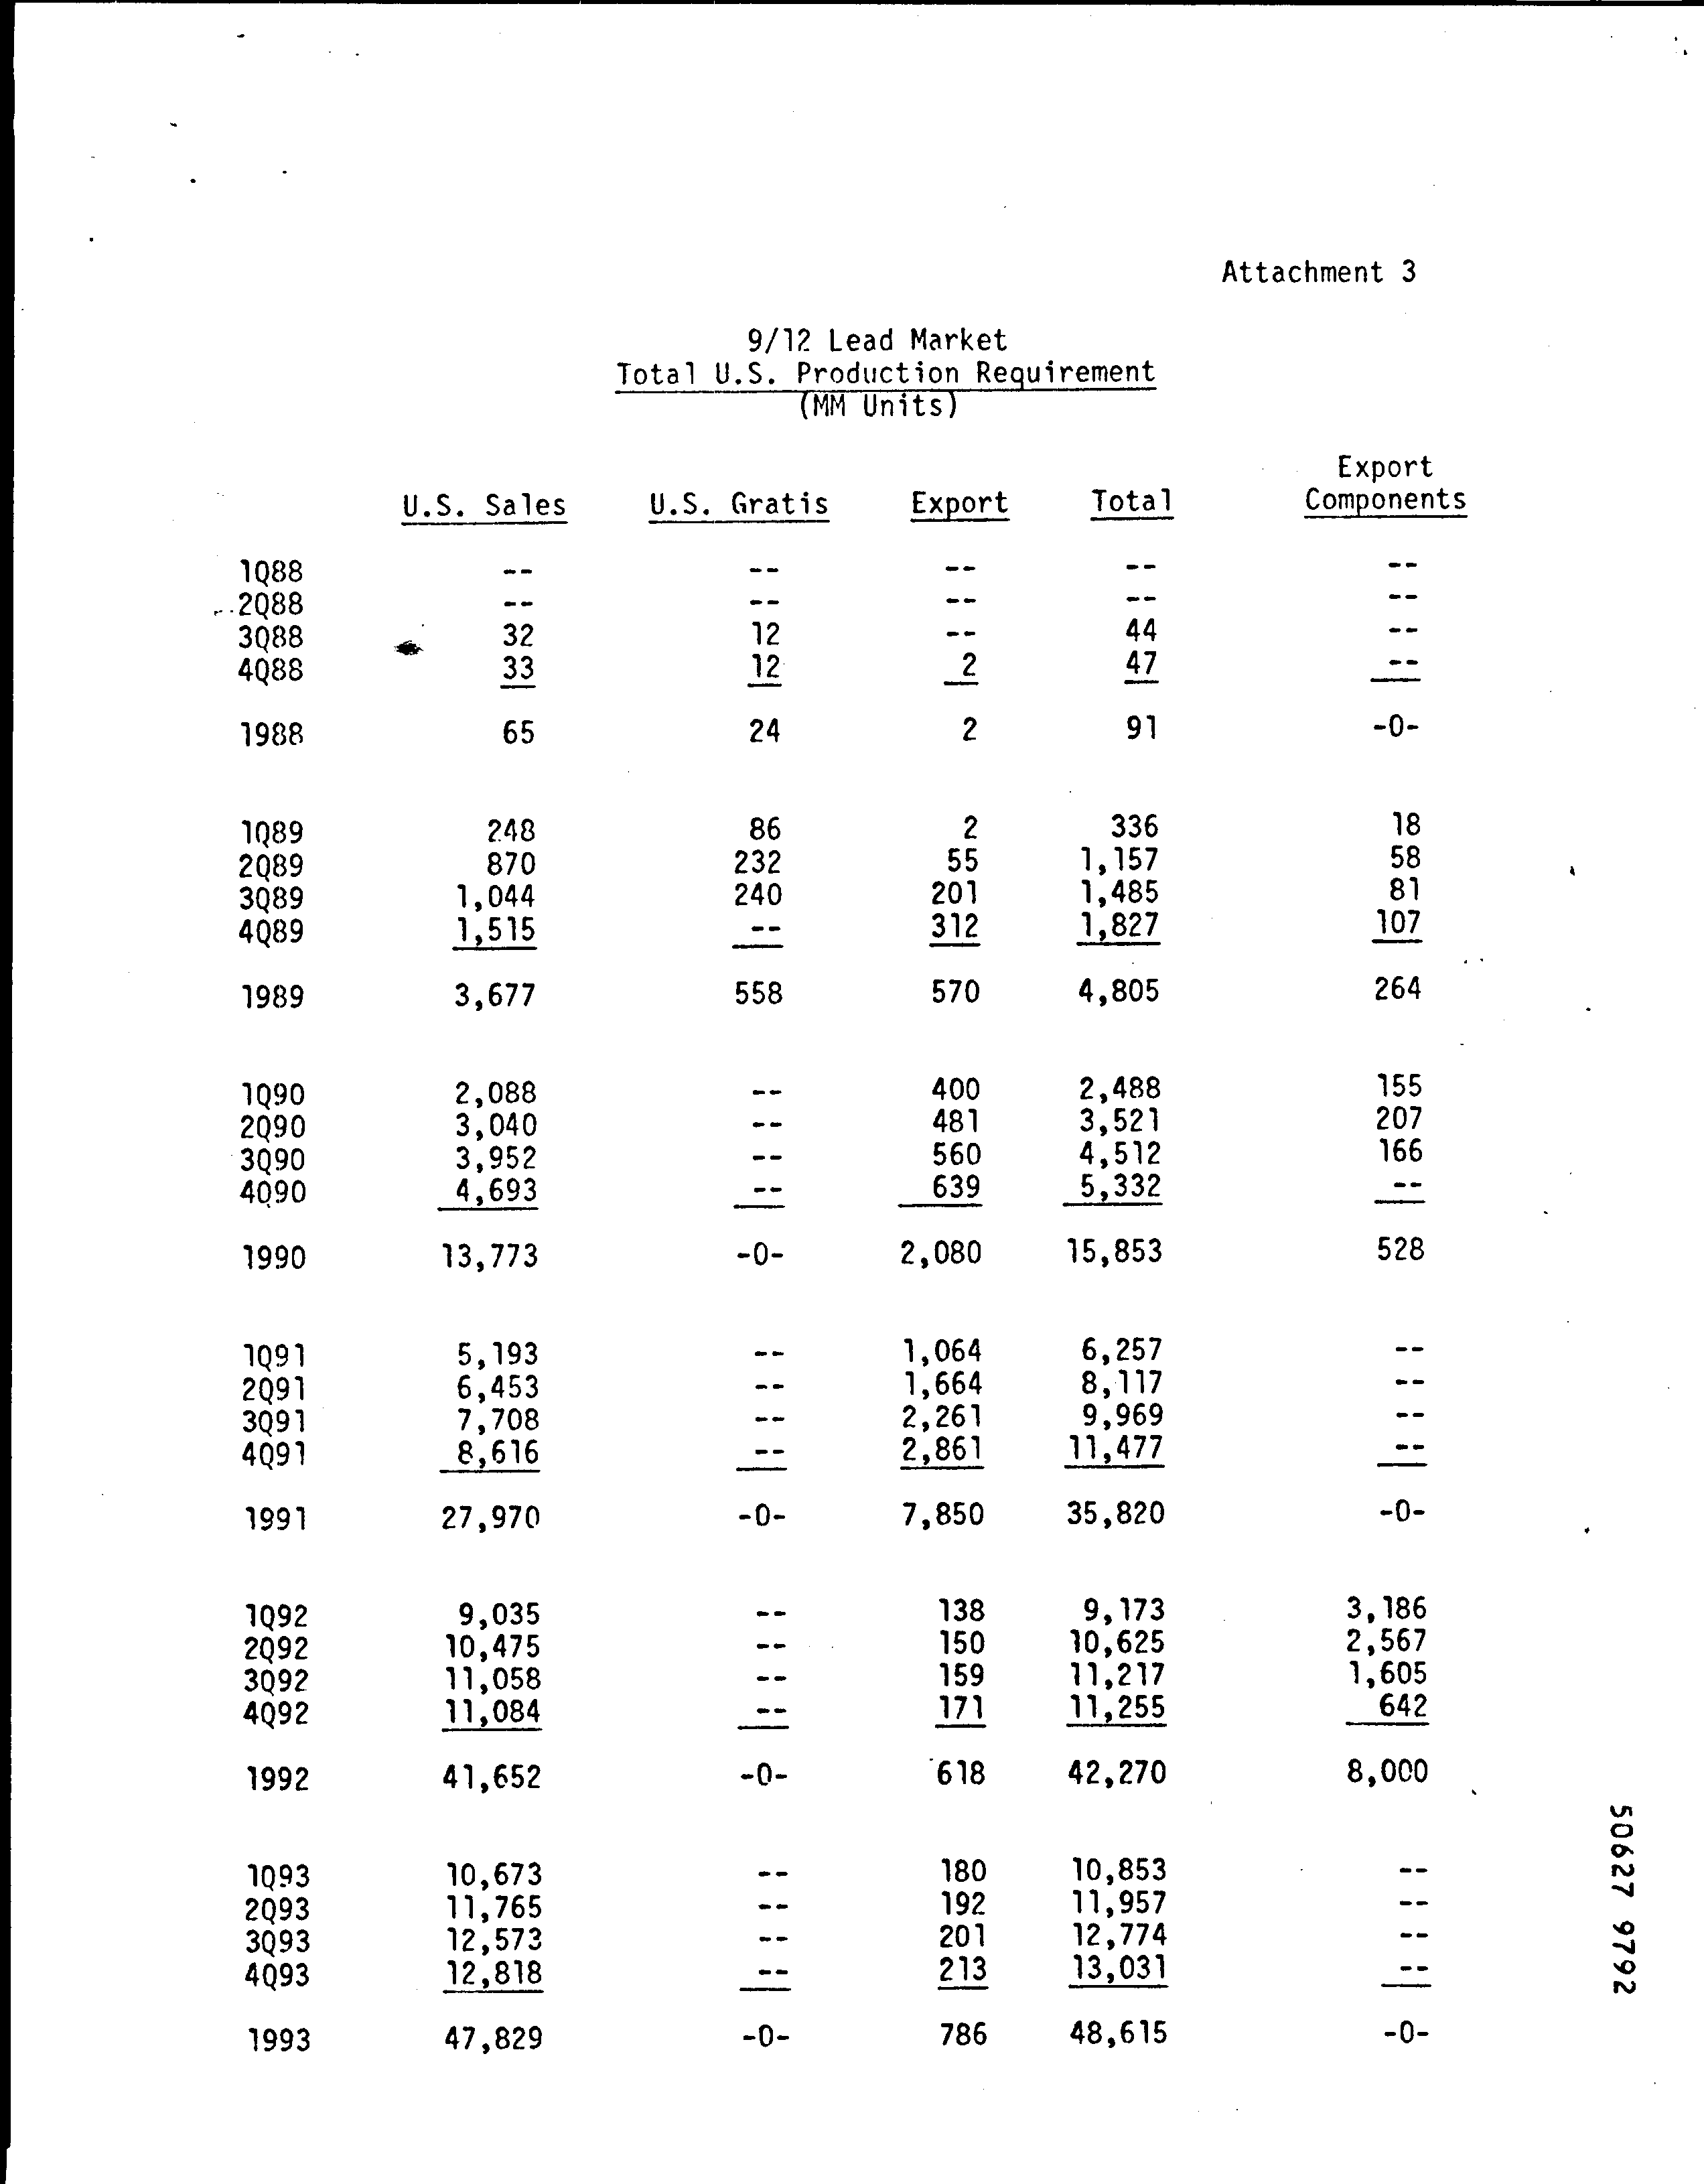 Attachment 3
9/12 Lead Market
Total U.S. Production Requirement
(MM Units)
Export
U.S. Sales U.S. Gratis Export Total Components
1Q88 -- -- -- -- --
2Q88 -- -- -- -- --
3Q88 32 12 -- 44 --
4Q88 33 12 2 47 --
1988 65 24 2 91 -0-
1Q89 248 86 2 336 18
2Q89 870 232 55 1,157 58
3Q89 1,044 240 201 1,485 81
4Q89 1,515 -- 312 1,827 107
1989 3,677 558 570 4,805 264
1Q90 2,088 -- 400 2,488 155
2Q90 3,040 -- 481 3,521 207
3Q90 3,952 -- 560 4,512 166
4Q90 4,693 -- 639 5,332 --
1990 13,773 -0- 2,080 15,853 528
1Q91 5,193 -- 1,064 6,257 --
2Q91 6,453 -- 1,664 8,117 --
3Q91 7,708 -- 2,261 9,969 --
4Q91 8,616 -- 2,861 11,477 --
1991 27,970 -0- 7,850 35,820 -0-
1Q92 9,035 -- 138 9,173 3,186
2Q92 10,475 -- 150 10,625 2,567
3Q92 11,058 -- 159 11,217 1,605
4Q92 11,084 -- 171 11,255 642
1992 41,652 -0- 618 42,270 8,000
1Q93 10,673 -- 180 10,853 --
2Q93 11,765 -- 192 11,957 --
3Q93 12,573 -- 201 12,774 --
4Q93 12,818 -- 213 13,031 --
1993 47,829 -0- 786 48,615 -0-
50627 9792